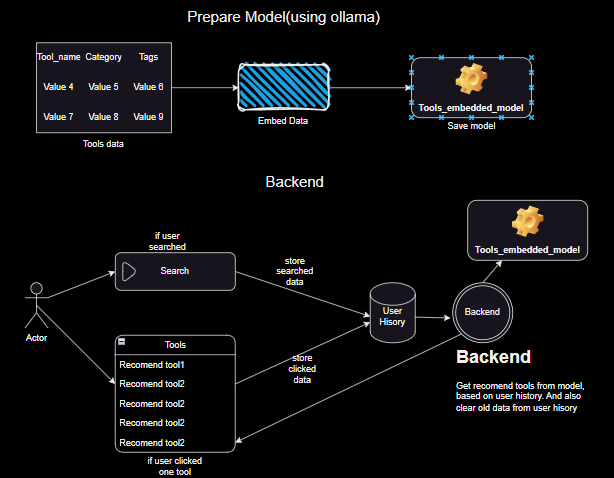 Prepare Model(using ollama)
Tool_name Category Tags
Value 4 Value 5 Value 6
Value 7 Value 8 Value 9
Tools data
Embed Data
Tools_embedded_model
Save model
Backend
Tools_embedded_model
if user
searched
Search
store
searched
data
User
Hisory
Backend
Actor
Tools
Recomend tool1
Recomend tool2
Recomend tool2
Recomend tool2
Recomend tool2
store
clicked
data
if user clicked
one tool
Backend
Get recomend tools from model,
based on user history. And also
clear old data from user hisory